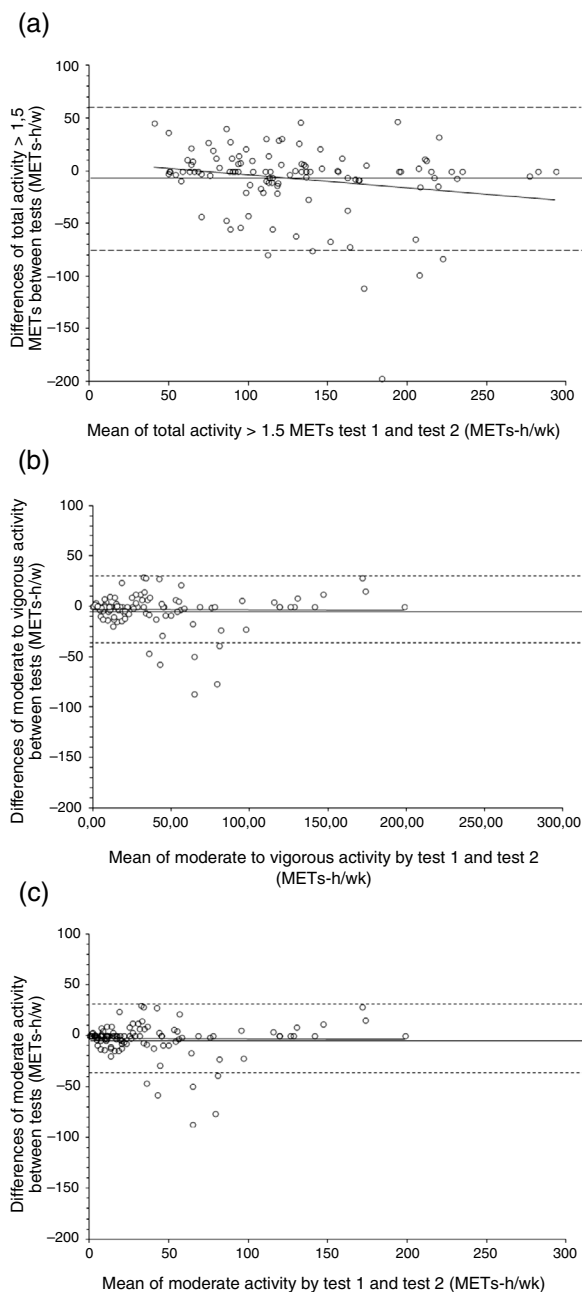 (a)
Differences of total activity > 1,5
METs between tests (METs-h/w)
100
50
0
−50
−100
−150
−200
0 50 100 150 200 250 300
Mean of total activity > 1.5 METs test 1 and test 2 (METs-h/wk)
(b)
Differences of moderate to vigorous activity
between tests (METs-h/w)
100
50
0
−50
−100
−150
−200
0,00 50,00 100,00 150,00 200,00 250,00 300,00
Mean of moderate to vigorous activity by test 1 and test 2
(METs-h/wk)
(c)
Differences of moderate activity
between tests (METs-h/w)
100
50
0
−50
−100
−150
−200
0 50 100 150 200 250 300
Mean of moderate activity by test 1 and test 2 (METs-h/wk)